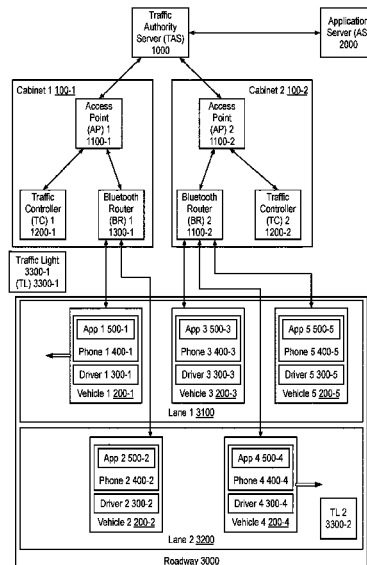 Traffic
Authority
Server (TAS)
1000
Application
Server (AS)
2000
Cabinet 1 100-1
Access
Point
(AP) 1
1100-1
Traffic
Controller
(TC) 1
1200-1
Bluetooth
Router
(BR) 1
1300-1
Cabinet 2 100-2
Access
Point
(AP) 2
1100-2
Bluetooth
Router
(BR) 2
1100-2
Traffic
Controller
(TC) 2
1200-2
Traffic Light
3300-1
(TL) 3300-1
App 1 500-1
Phone 1 400-1
Driver 1 300-1
Vehicle 1 200-1
App 3 500-3
Phone 3 400-3
Driver 3 300-3
Vehicle 3 200-3
App 5 500-5
Phone 5 400-5
Driver 5 300-5
Vehicle 5 200-5
Lane 1 3100
App 2 500-2
Phone 2 400-2
Driver 2 300-2
Vehicle 2 200-2
App 4 500-4
Phone 4 400-4
Driver 4 300-4
Vehicle 4 200-4
TL 2
3300-2
Lane 2 3200
Roadway 3000